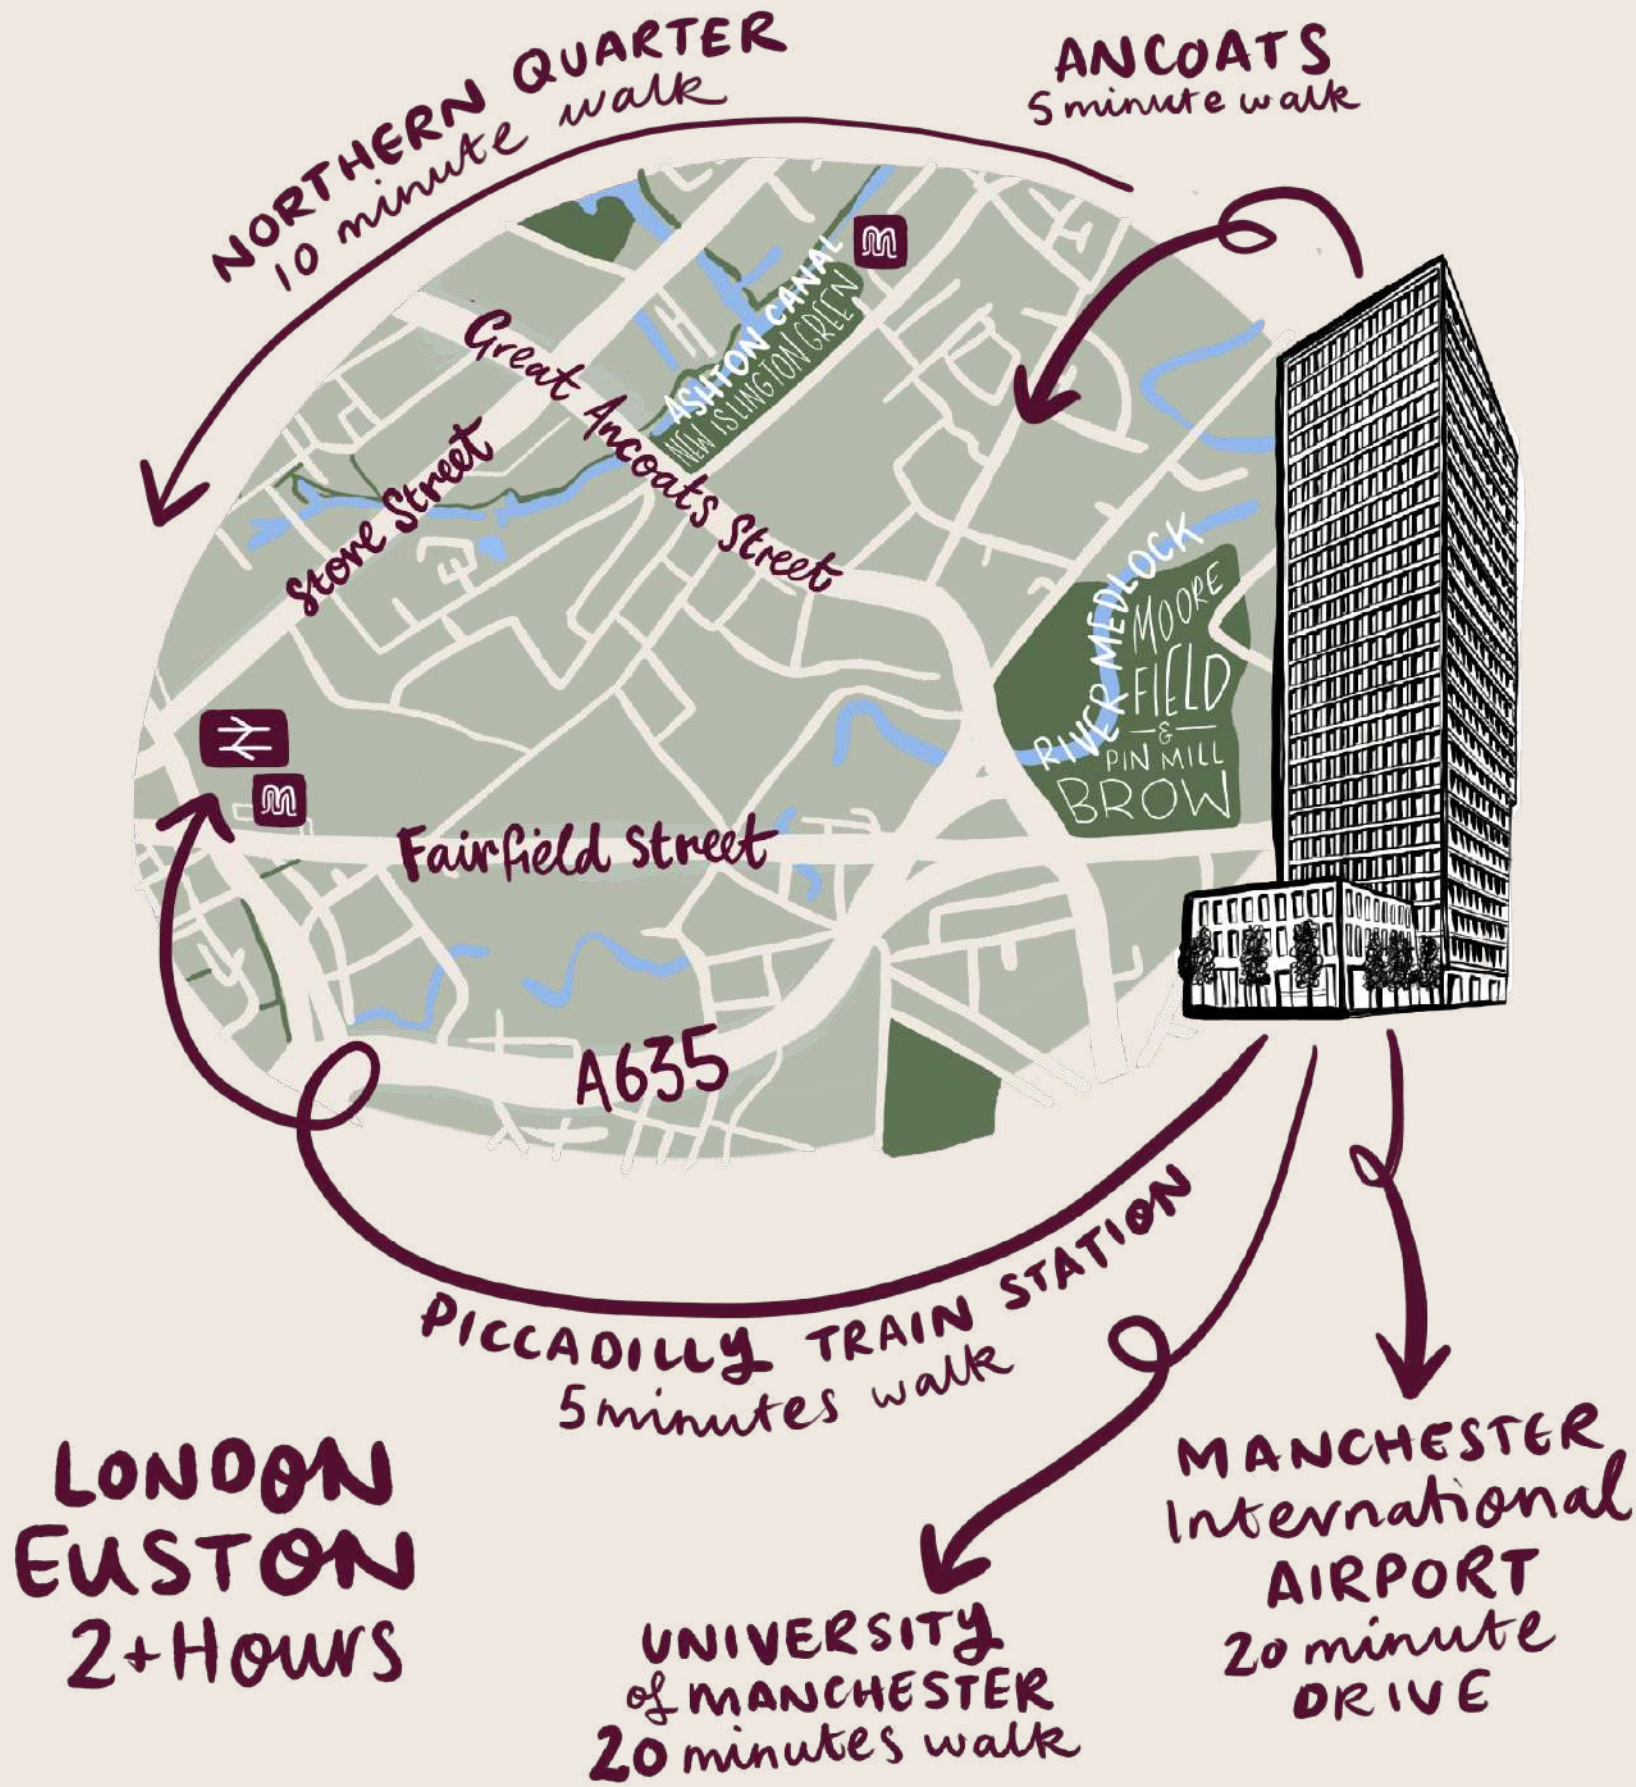 NORTHERN QUARTER
10 minute walk
ANCOATS
5 minute walk
ASHTON CANAL
NEW ISLINGTON GREEN
Great Ancoats Street
Store Street
RIVER MEDLOCK
MOORE
FIELD
&
PIN MILL
BROW
Fairfield Street
A635
PICCADILLY TRAIN STATION
5 minutes walk
LONDON
EUSTON
2+Hours
UNIVERSITY
of MANCHESTER
20 minutes walk
MANCHESTER
International
AIRPORT
20 minute
DRIVE